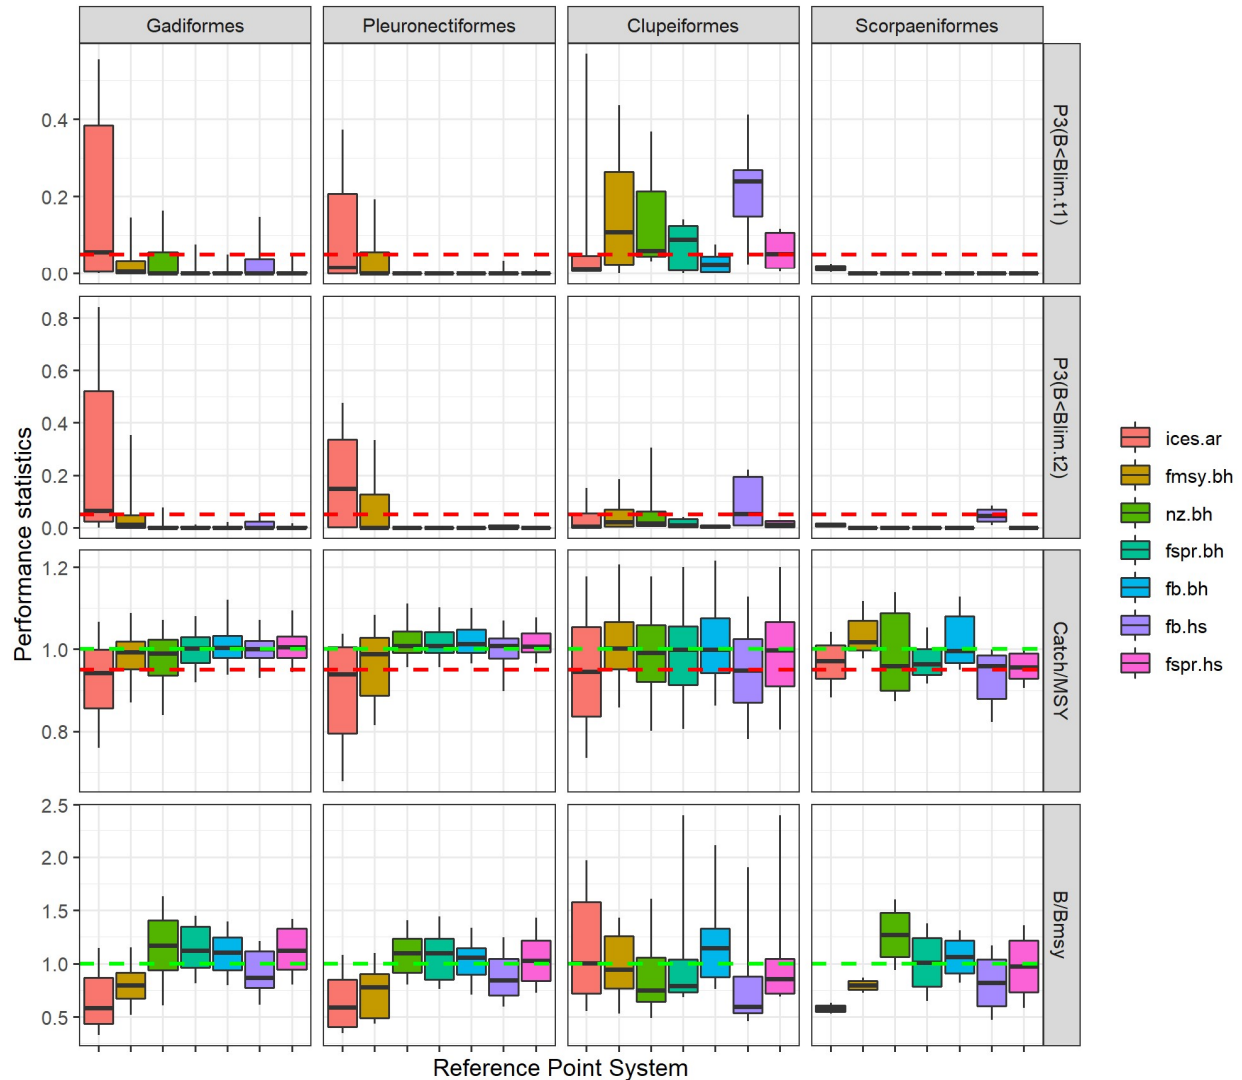 Gadiformes Pleuronectiformes Clupeiformes Scorpaeniformes
0.4
0.2
0.0
P3(B<Blim.t1)
0.8
0.6
0.4
0.2
0.0
P3(B<Blim.t2)
1.2
1.0
0.8
Catch/MSY
2.5
2.0
1.5
1.0
0.5
B/Bmsy
Performance statistics
Reference Point System
ices.ar
fmsy.bh
nz.bh
fspr.bh
fb.bh
fb.hs
fspr.hs